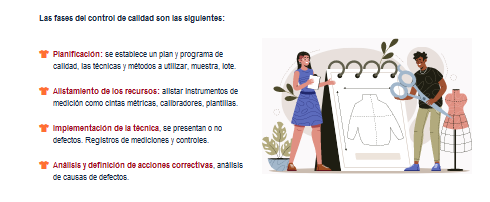 Las fases del control de calidad son las siguientes:
Planificación: se establece un plan y programa de
calidad, las técnicas y métodos a utilizar, muestra, lote.
Alistamiento de los recursos: alistar instrumentos de
medición como cintas métricas, calibradores, plantillas.
Implementación de la técnica, se presentan o no
defectos. Registros de mediciones y controles.
Análisis y definición de acciones correctivas, análisis
de causas de defectos.